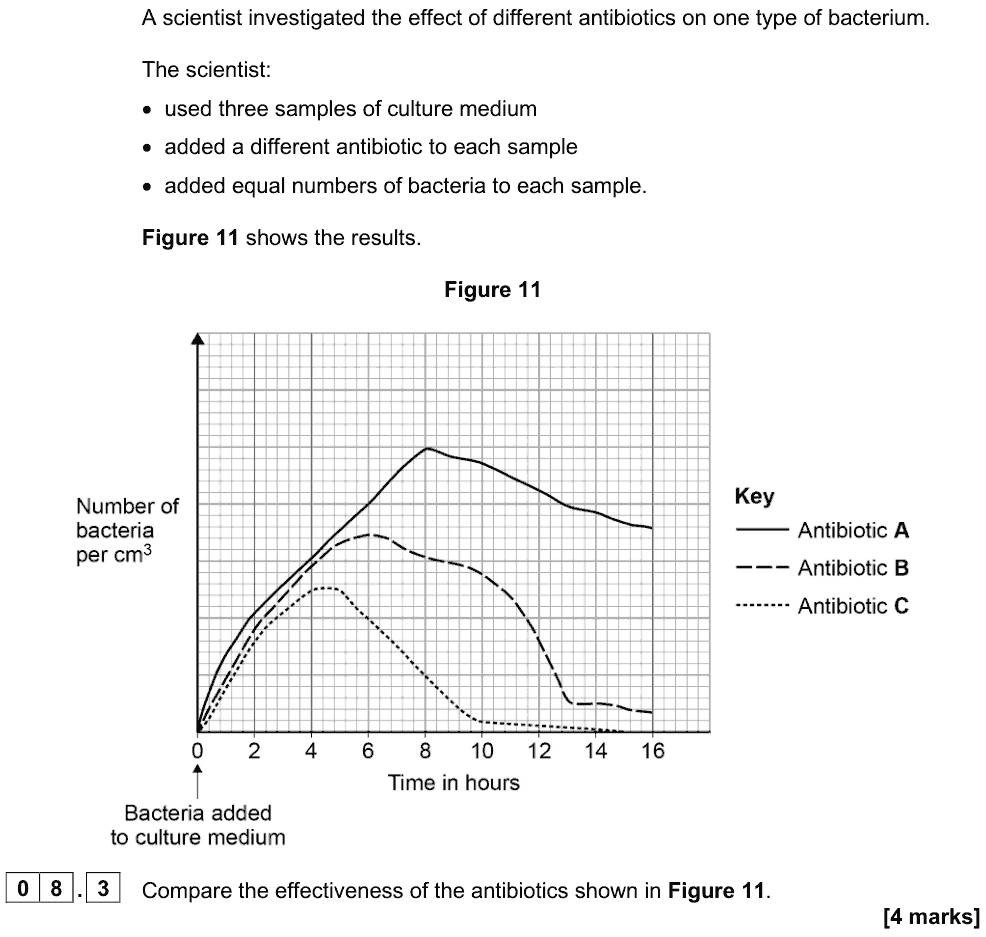 A scientist investigated the effect of different antibiotics on one type of bacterium.
The scientist:
• used three samples of culture medium
• added a different antibiotic to each sample
• added equal numbers of bacteria to each sample.
Figure 11 shows the results.
Figure 11
Number of
bacteria
per cm³
Key
Antibiotic A
Antibiotic B
Antibiotic C
0 2 4 6 8 10 12 14 16
Time in hours
Bacteria added
to culture medium
0 8 . 3 Compare the effectiveness of the antibiotics shown in Figure 11.
[4 marks]